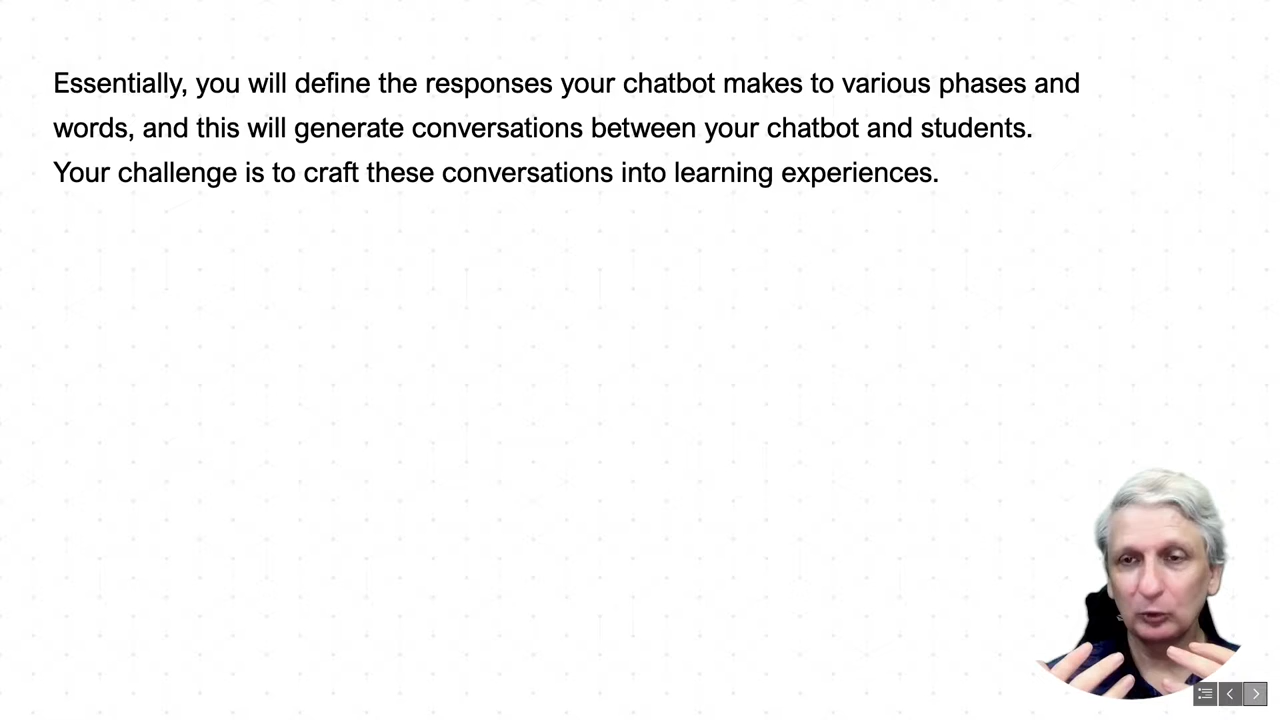 Essentially, you will define the responses your chatbot makes to various phases and
words, and this will generate conversations between your chatbot and students.
Your challenge is to craft these conversations into learning experiences.